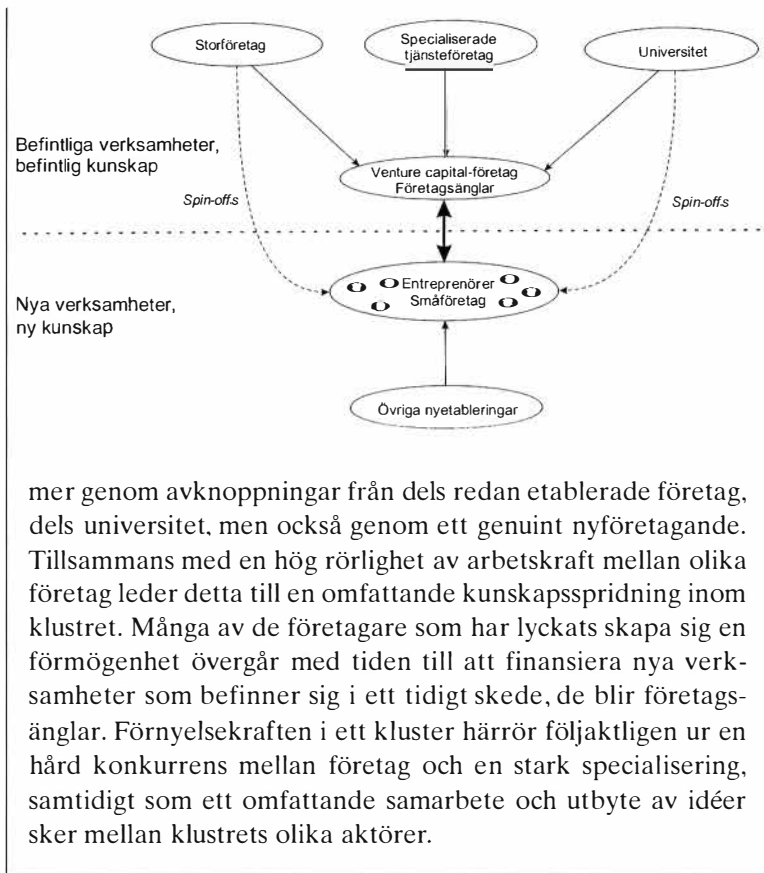 Storföretag
Specialiserade
tjänsteföretag
Universitet
Befintliga verksamheter,
befintlig kunskap
Venture capital-företag
Företagsänglar
Spin-offs
Spin-offs
Entreprenörer
Småföretag
Nya verksamheter,
ny kunskap
Övriga nyetableringar
mer genom avknoppningar från dels redan etablerade företag,
dels universitet, men också genom ett genuint nyföretagande.
Tillsammans med en hög rörlighet av arbetskraft mellan olika
företag leder detta till en omfattande kunskapsspridning inom
klustret. Många av de företagare som har lyckats skapa sig en
förmögenhet övergår med tiden till att finansiera nya verk-
samheter som befinner sig i ett tidigt skede, de blir företags-
änglar. Förnyelsekraften i ett kluster härrör följaktligen ur en
hård konkurrens mellan företag och en stark specialisering,
samtidigt som ett omfattande samarbete och utbyte av idéer
sker mellan klustrets olika aktörer.